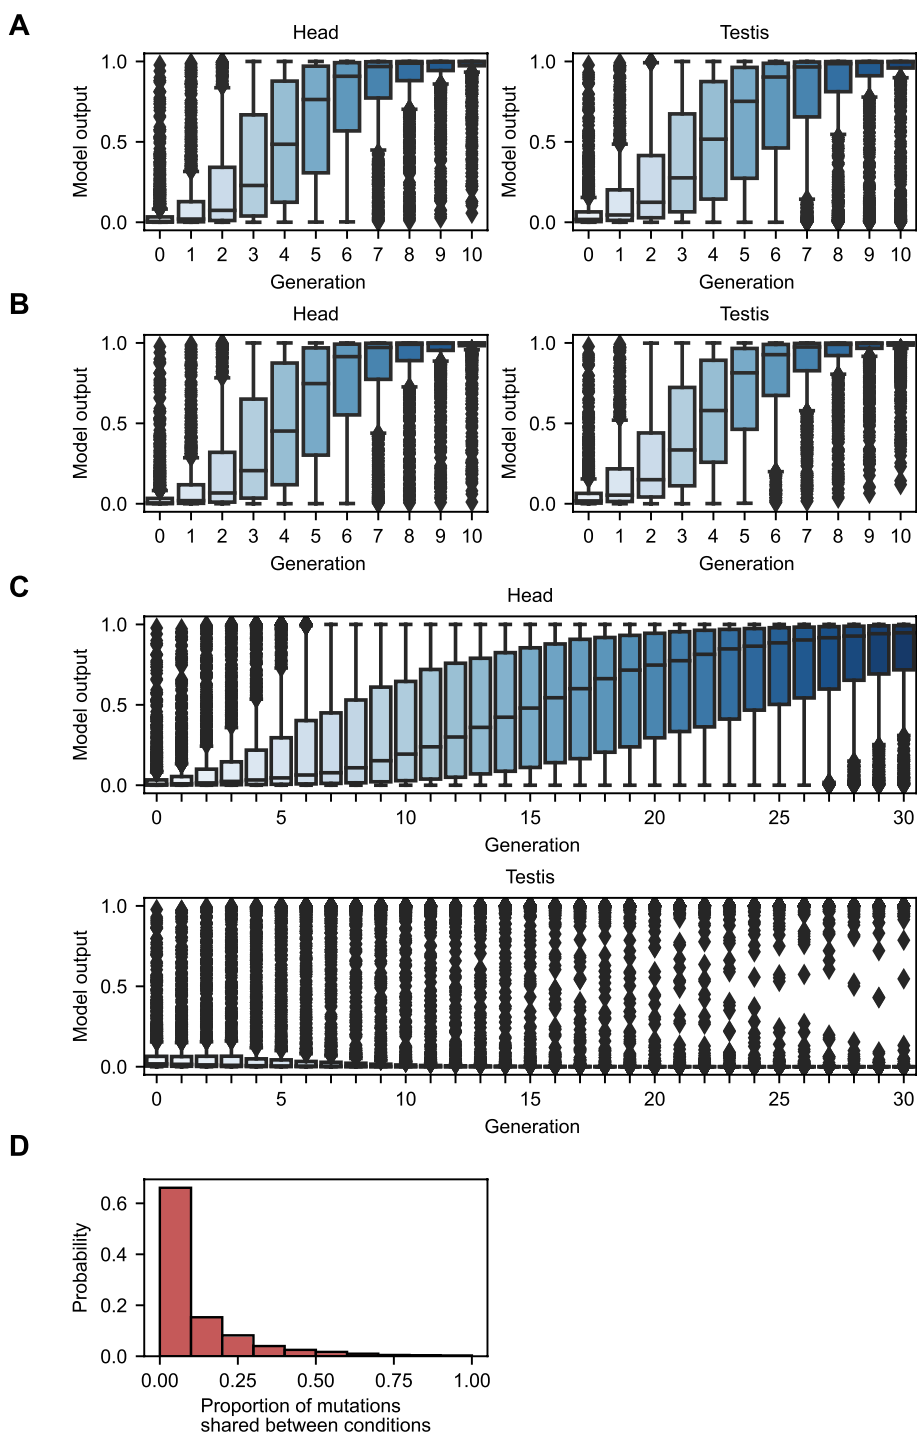 A
Head
Testis
Model output
1.0
0.5
0.0
0 1 2 3 4 5 6 7 8 9 10
Generation
Model output
1.0
0.5
0.0
0 1 2 3 4 5 6 7 8 9 10
Generation
B
Head
Testis
Model output
1.0
0.5
0.0
0 1 2 3 4 5 6 7 8 9 10
Generation
Model output
1.0
0.5
0.0
0 1 2 3 4 5 6 7 8 9 10
Generation
C
Head
Model output
1.0
0.5
0.0
0 5 10 15 20 25 30
Generation
Testis
Model output
1.0
0.5
0.0
0 5 10 15 20 25 30
Generation
D
Probability
0.6
0.4
0.2
0.0
0.00 0.25 0.50 0.75 1.00
Proportion of mutations
shared between conditions